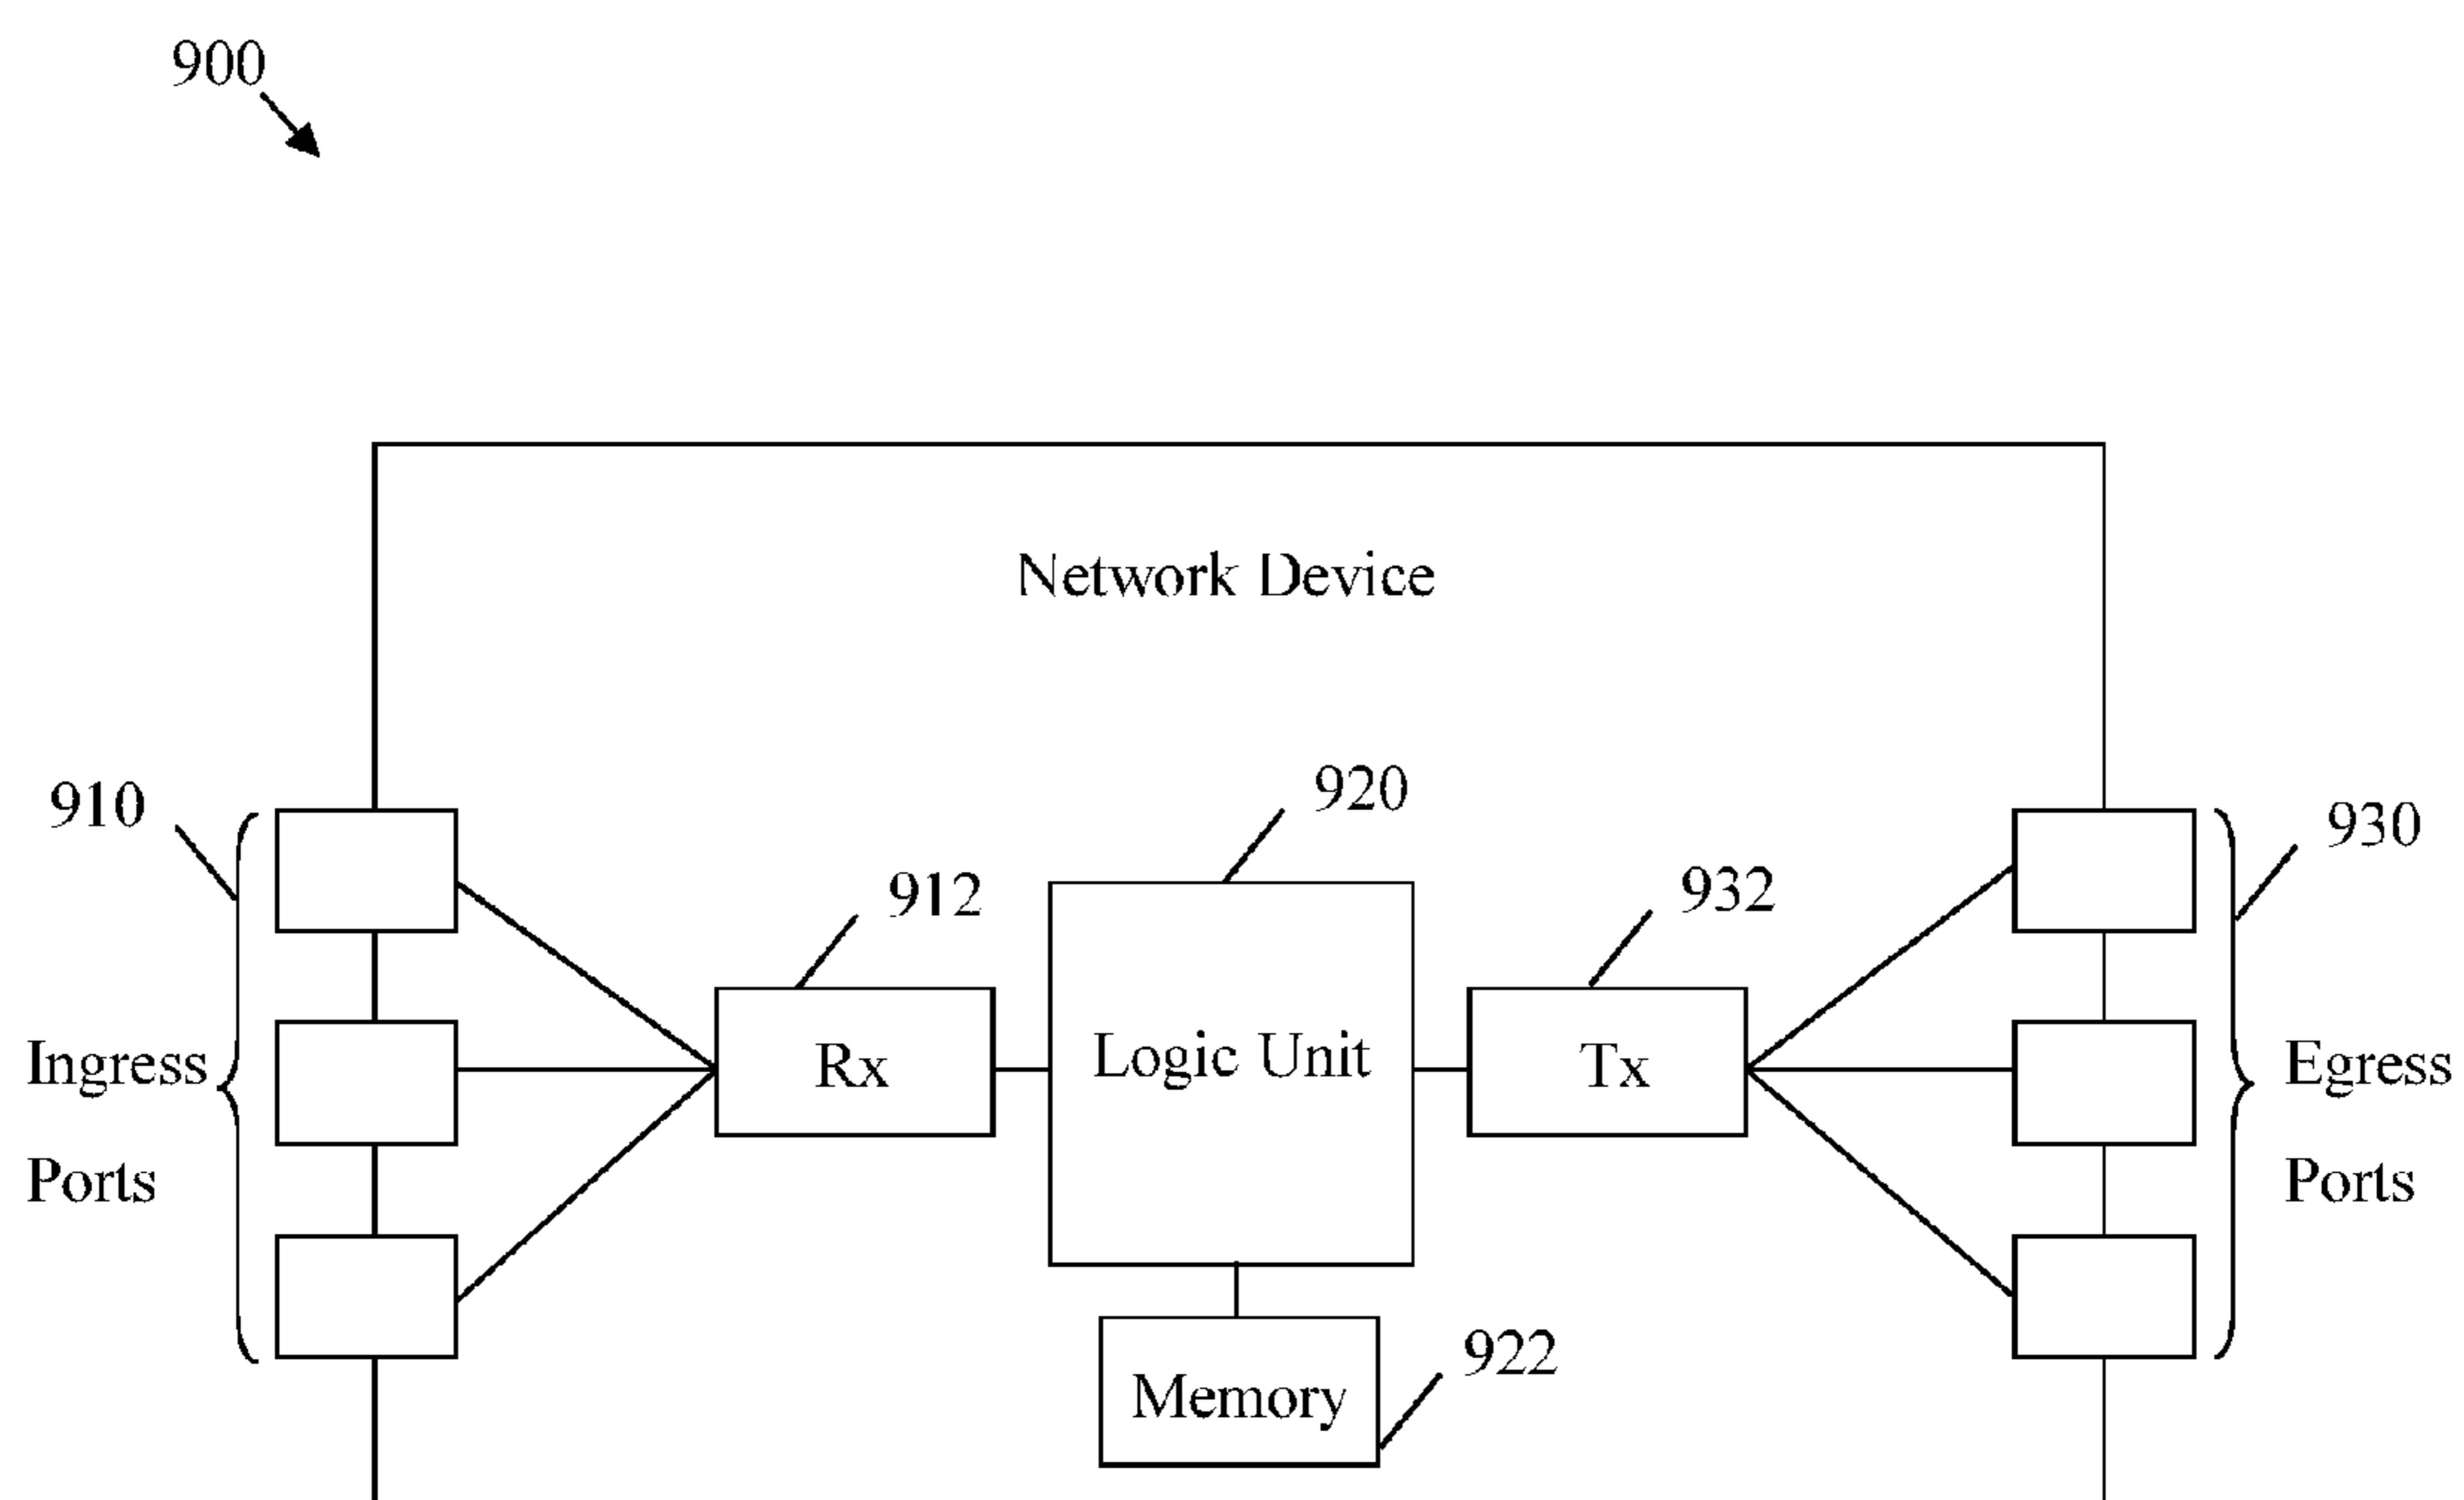 900
Network Device
920
910
930
912
932
Ingress
Ports
Rx
Logic Unit
Tx
Egress
Ports
922
Memory